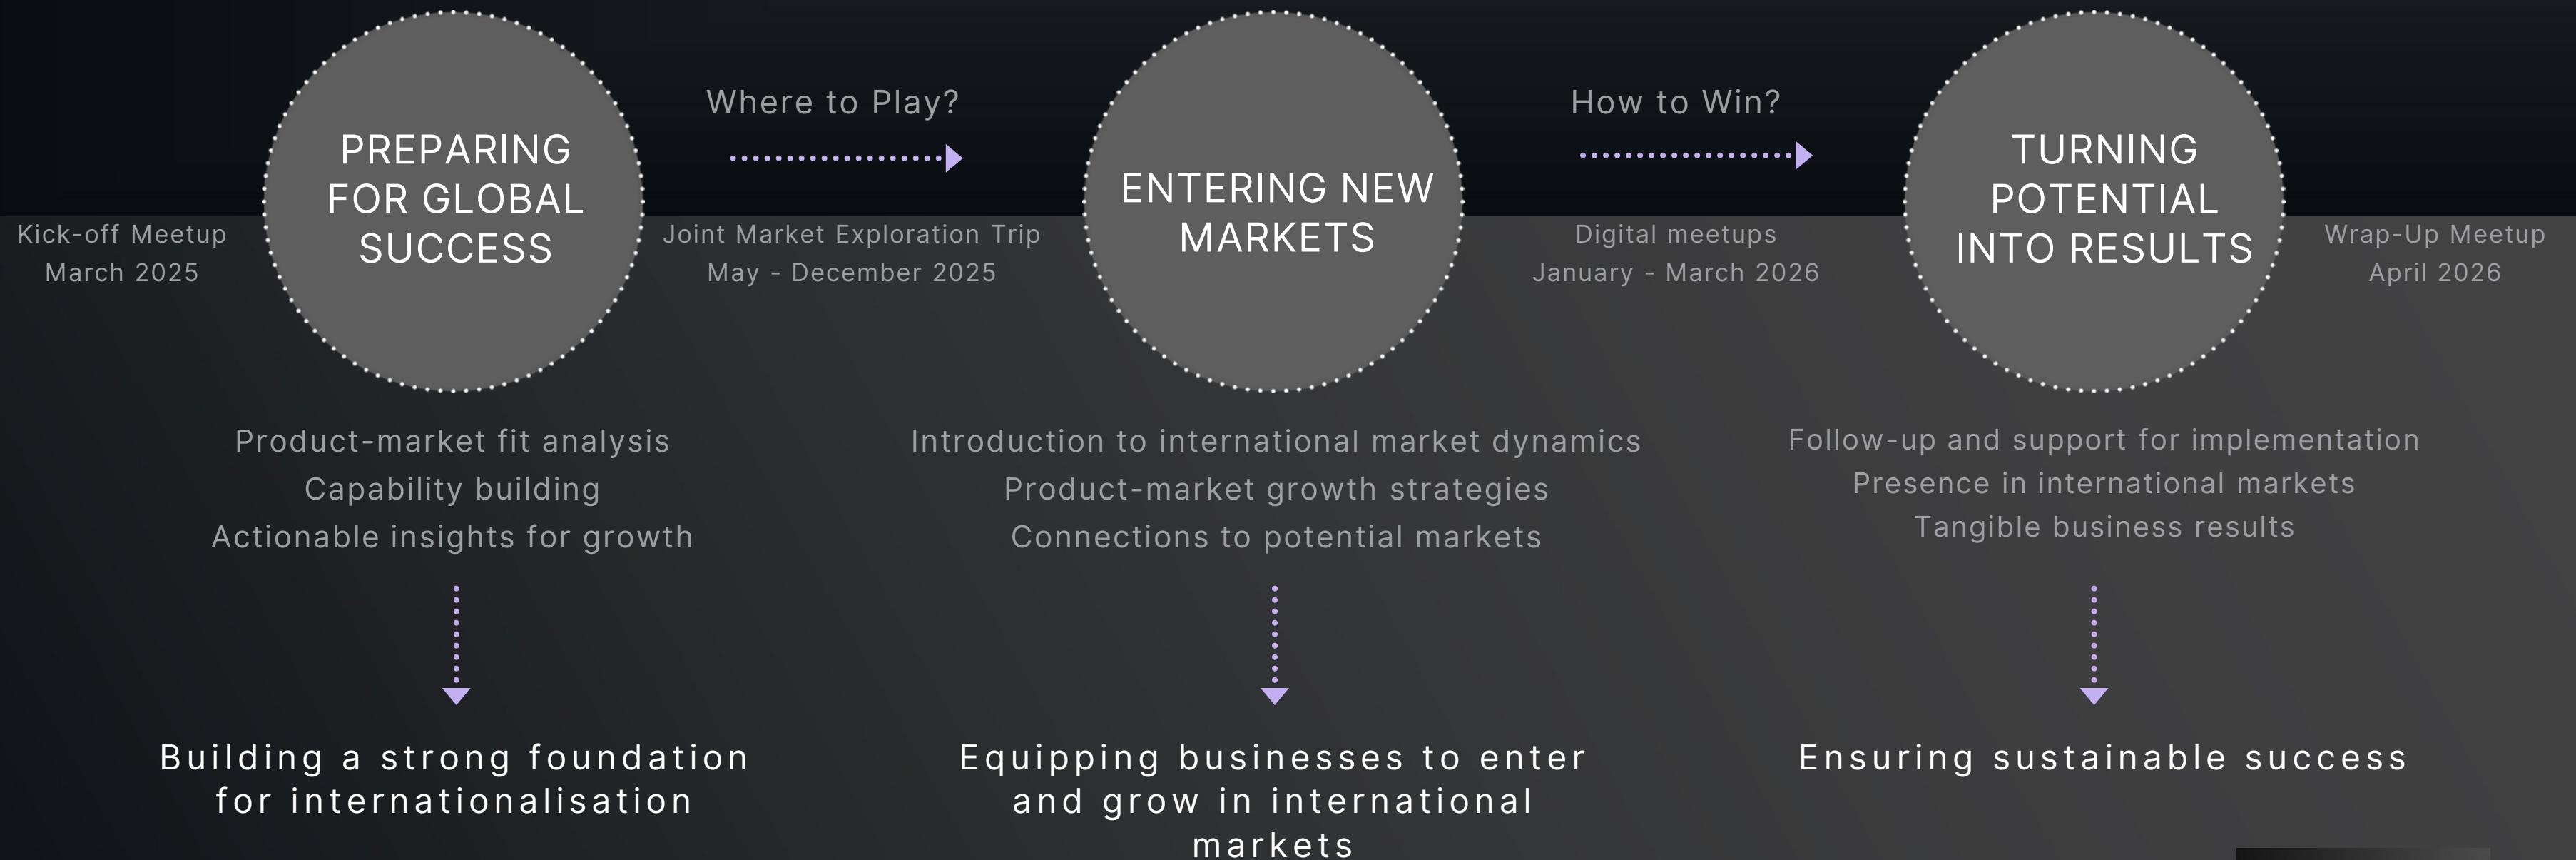 Where to Play?
How to Win?
PREPARING
FOR GLOBAL
SUCCESS
ENTERING NEW
MARKETS
TURNING
POTENTIAL
INTO RESULTS
Kick-off Meetup
March 2025
Joint Market Exploration Trip
May - December 2025
Digital meetups
January - March 2026
Wrap-Up Meetup
April 2026
Product-market fit analysis
Capability building
Actionable insights for growth
Introduction to international market dynamics
Product-market growth strategies
Connections to potential markets
Follow-up and support for implementation
Presence in international markets
Tangible business results
Building a strong foundation
for internationalisation
Equipping businesses to enter
and grow in international
markets
Ensuring sustainable success